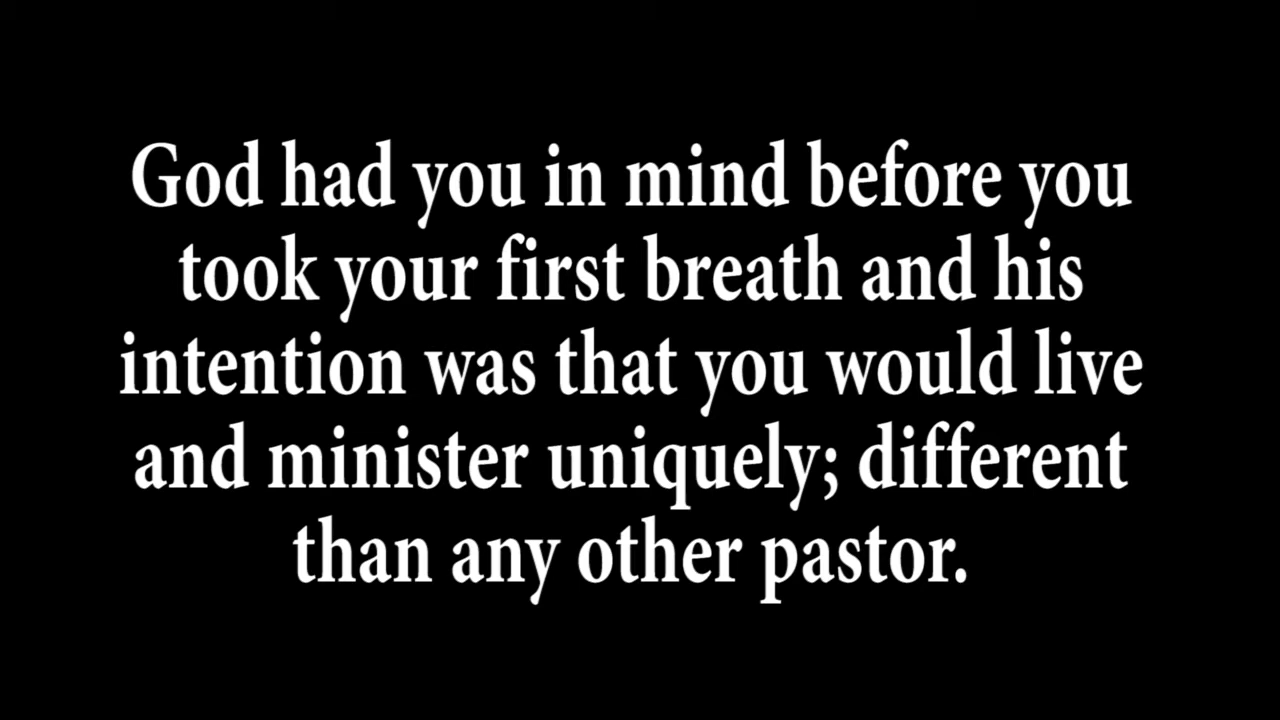 God had you in mind before you
took your first breath and his
intention was that you would live
and minister uniquely; different
than any other pastor.